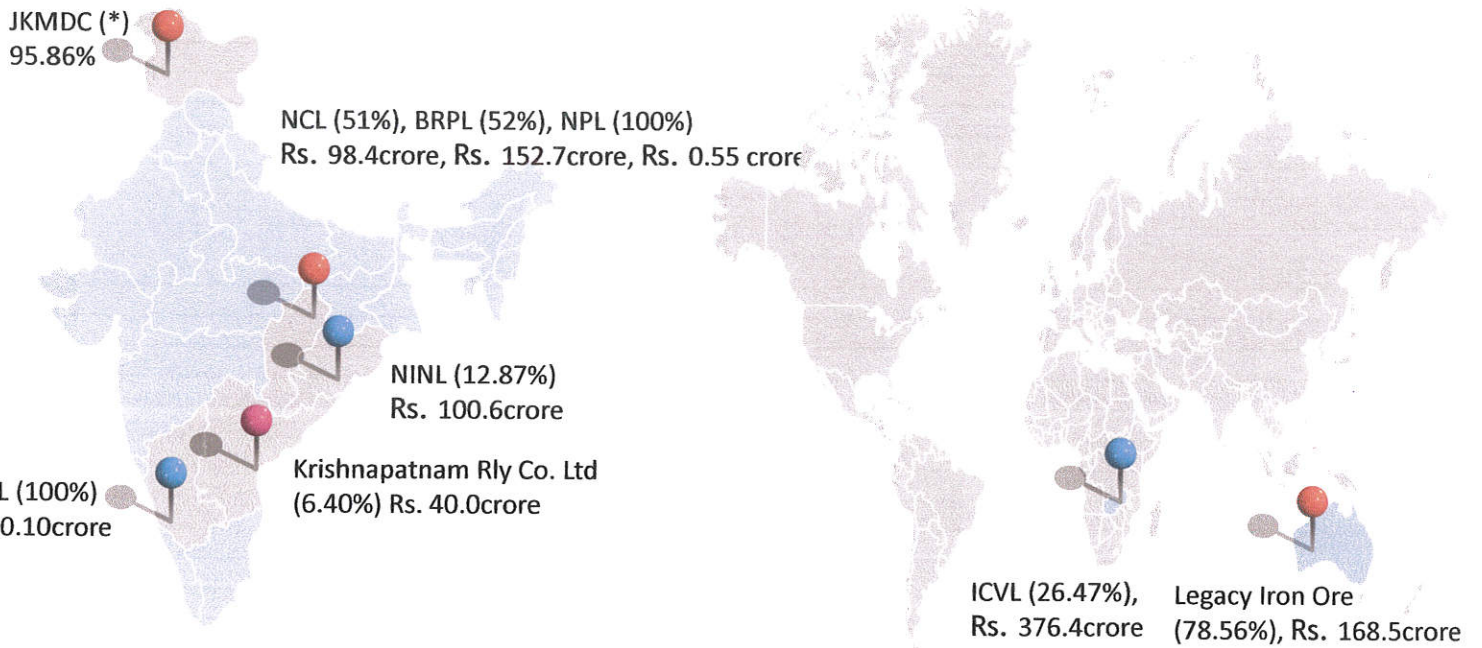 JKMDC (*)
95.86%
NCL (51%), BRPL (52%), NPL (100%)
Rs. 98.4crore, Rs. 152.7crore, Rs. 0.55 crore
NINL (12.87%)
Rs. 100.6crore
Krishnapatnam Rly Co. Ltd
(6.40%) Rs. 40.0crore
L (100%)
0.10crore
ICVL (26.47%),
Rs. 376.4crore
Legacy Iron Ore
(78.56%), Rs. 168.5crore